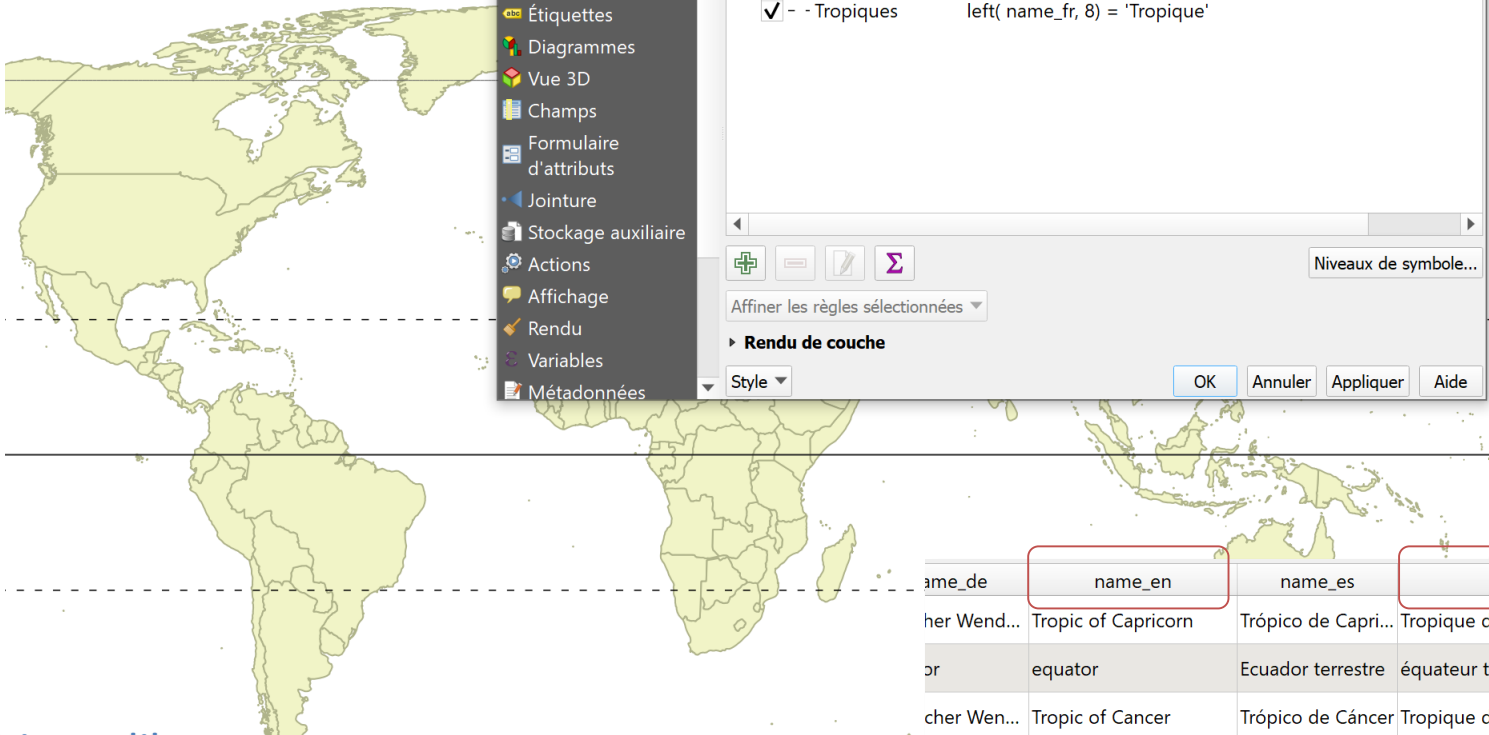 Étiquettes
Diagrammes
Vue 3D
Champs
Formulaire
d'attributs
Jointure
Stockage auxiliaire
Actions
Affichage
Rendu
Variables
Métadonnées
Tropiques left( name_fr, 8) = 'Tropique'
Niveaux de symbole...
Affiner les règles sélectionnées
Rendu de couche
Style OK Annuler Appliquer Aide
ame_de name_en name_es
her Wend... Tropic of Capricorn Trópico de Capri... Tropique
or equator Ecuador terrestre équateur t
cher Wen... Tropic of Cancer Trópico de Cáncer Tropique